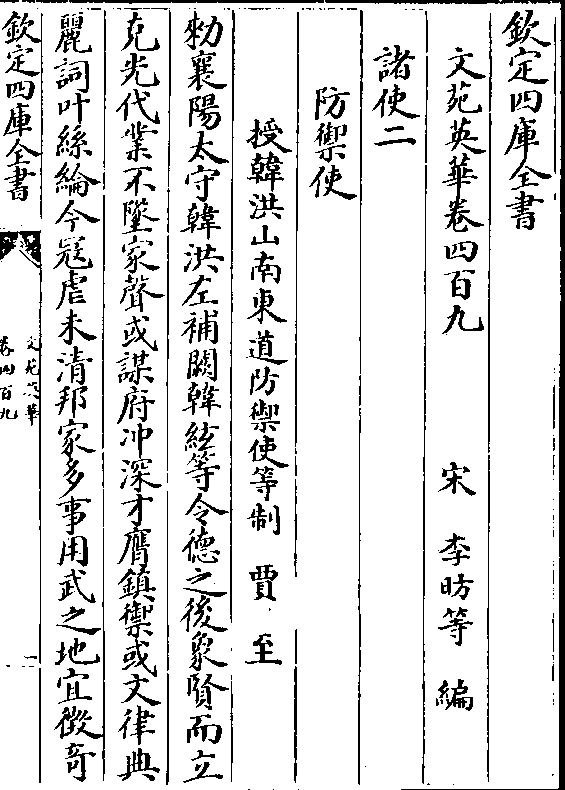 欽定四庫全書
文苑英華卷四百九
宋 李昉等 編
諸使二
防禦使
授韓洪山南東道防禦使等制 賈 至
勑襄陽太守韓洪左補闕韓紘等令德之後象賢而立
克光代業不墜家聲或謀府冲深才膺鎮禦或文律典
麗詞叶絲綸今宼虐未清邦家多事用武之地宜徴竒
欽定四庫全書
文苑英華
卷四百九
一